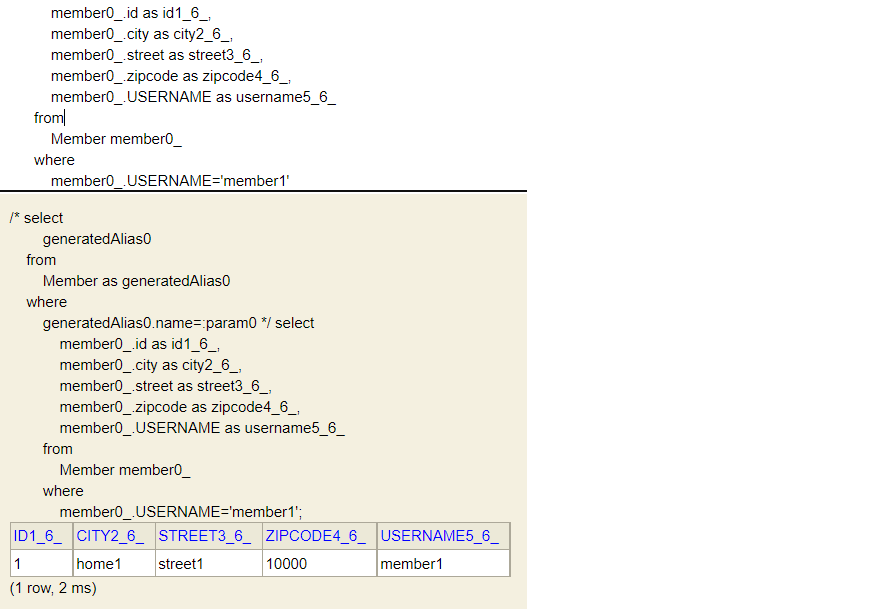 member0_.id as id1_6_,
member0_.city as city2_6_,
member0_.street as street3_6_,
member0_.zipcode as zipcode4_6_,
member0_.USERNAME as username5_6_
from
Member member0_
where
member0_.USERNAME='member1'
/* select
generatedAlias0
from
Member as generatedAlias0
where
generatedAlias0.name=:param0 */ select
member0_.id as id1_6_,
member0_.city as city2_6_,
member0_.street as street3_6_,
member0_.zipcode as zipcode4_6_,
member0_.USERNAME as username5_6_
from
Member member0_
where
member0_.USERNAME='member1';
ID1_6_ CITY2_6_ STREET3_6_ ZIPCODE4_6_ USERNAME5_6_
1 home1 street1 10000 member1
(1 row, 2 ms)